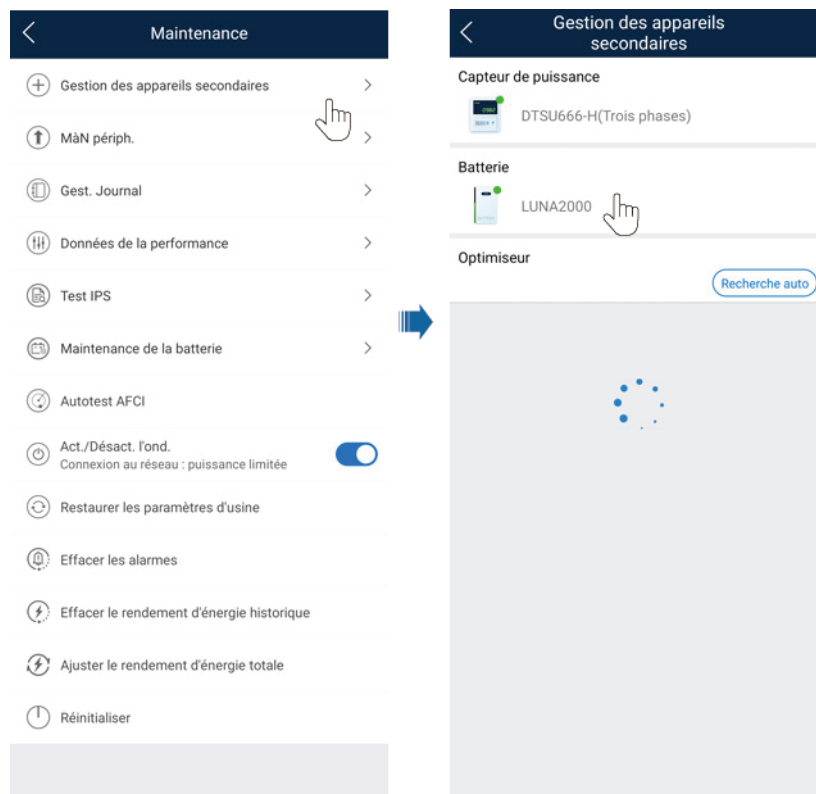 Maintenance
Gestion des appareils secondaires
MàN périph.
Gest. Journal
Données de la performance
Test IPS
Maintenance de la batterie
Autotest AFCI
Act./Désact. l'ond.
Connexion au réseau : puissance limitée
Restaurer les paramètres d'usine
Effacer les alarmes
Effacer le rendement d'énergie historique
Ajuster le rendement d'énergie totale
Réinitialiser
Gestion des appareils
secondaires
Capteur de puissance
DTSU666-H(Trois phases)
Batterie
LUNA2000
Optimiseur
Recherche auto